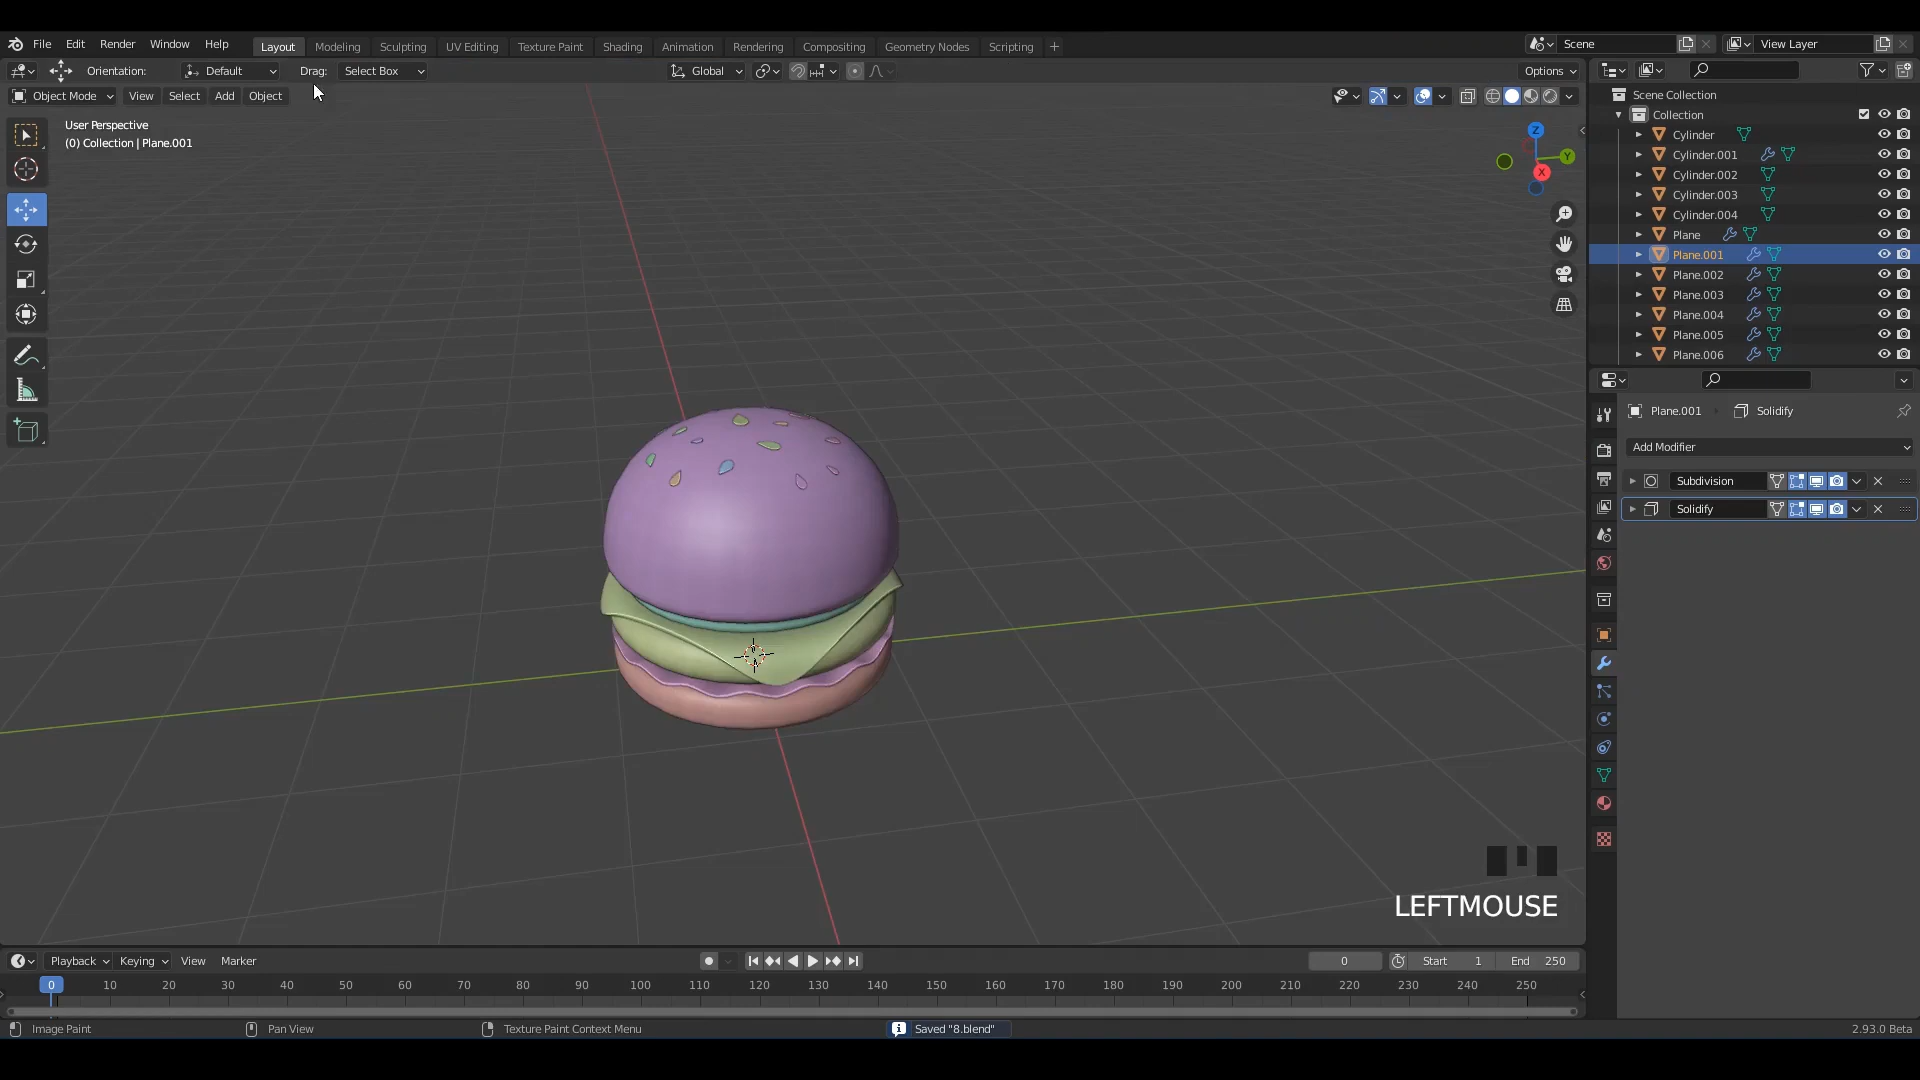 File Edit Render Window Help Layout Modeling Sculpting UV Editing Texture Paint Shading Animation Rendering Compositing Geometry Nodes Scripting + Scene View Layer
Orientation: Default Drag: Select Box Global Options
Object Mode View Select Add Object
User Perspective
(0) Collection | Plane.001
Z
Y
X
Scene Collection
Collection
Cylinder
Cylinder.001
Cylinder.002
Cylinder.003
Cylinder.004
Plane
Plane.001
Plane.002
Plane.003
Plane.004
Plane.005
Plane.006
Plane.001 Solidify
Add Modifier
Subdivision
Solidify
LEFTMOUSE
Playback Keying View Marker 0 Start 1 End 250
0 10 20 30 40 50 60 70 80 90 100 110 120 130 140 150 160 170 180 190 200 210 220 230 240 250
Image Paint Pan View Texture Paint Context Menu Saved "8.blend" 2.93.0 Beta